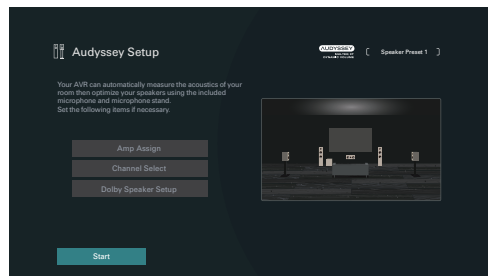 Audyssey Setup
AUDYSSEY
DYNAMIC VOLUME
Speaker Preset 1
Your AVR can automatically measure the acoustics of your
room then optimize your speakers using the included
microphone and microphone stand.
Set the following items if necessary.
Amp Assign
Channel Select
Dolby Speaker Setup
Start